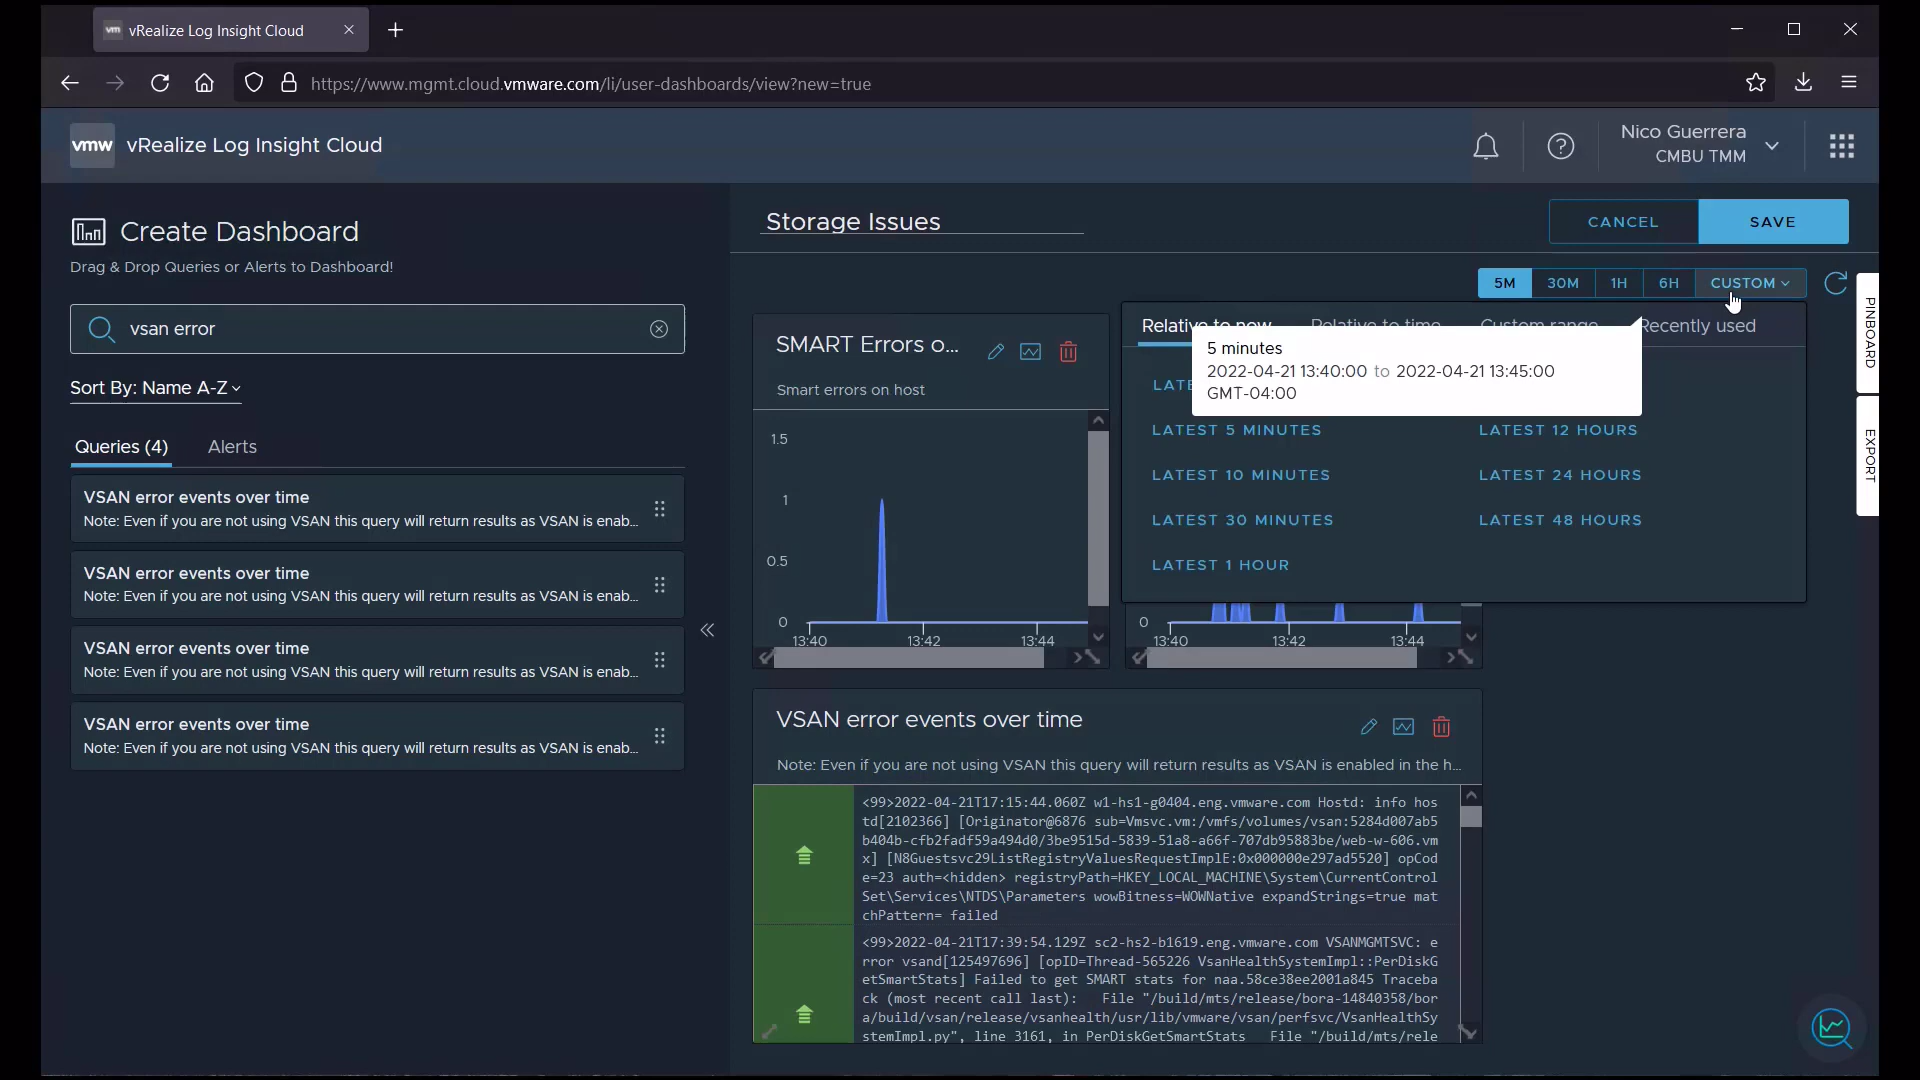 vm vRealize Log Insight Cloud
https://www.mgmt.cloud.vmware.com/li/user-dashboards/view?new=true
vmw vRealize Log Insight Cloud
Nico Guerrera
CMBU TMM
Create Dashboard
Drag & Drop Queries or Alerts to Dashboard!
vsan error
Sort By: Name A-Z
Queries (4) Alerts
VSAN error events over time
Note: Even if you are not using VSAN this query will return results as VSAN is enab...
VSAN error events over time
Note: Even if you are not using VSAN this query will return results as VSAN is enab...
VSAN error events over time
Note: Even if you are not using VSAN this query will return results as VSAN is enab...
VSAN error events over time
Note: Even if you are not using VSAN this query will return results as VSAN is enab...
Storage Issues
CANCEL SAVE
5M 30M 1H 6H CUSTOM
PINBOARD
EXPORT
Relative to now Relative to time Custom range Recently used
5 minutes
2022-04-21 13:40:00 to 2022-04-21 13:45:00
GMT-04:00
LATE
LATEST 5 MINUTES LATEST 12 HOURS
LATEST 10 MINUTES LATEST 24 HOURS
LATEST 30 MINUTES LATEST 48 HOURS
LATEST 1 HOUR
SMART Errors o...
Smart errors on host
1.5
1
0.5
0
13:40 13:42 13:44
0
13:40 13:42 13:44
VSAN error events over time
Note: Even if you are not using VSAN this query will return results as VSAN is enabled in the h...
<99>2022-04-21T17:15:44.060Z w1-hs1-g0404.eng.vmware.com Hostd: info hos
td[2102366] [Originator@6876 sub=Vmsvc.vm:/vmfs/volumes/vsan:5284d007ab5
b404b-cfb2fadf59a494d0/3be9515d-5839-51a8-a66f-707db95883be/web-w-606.vm
x] [N8Guestsvc29ListRegistryValuesRequestImplE:0x000000e297ad5520] opCod
e=23 auth=<hidden> registryPath=HKEY_LOCAL_MACHINE\System\CurrentControl
Set\Services\NTDS\Parameters wowBitness=WOWNative expandStrings=true mat
chPattern= failed
<99>2022-04-21T17:39:54.129Z sc2-hs2-b1619.eng.vmware.com VSANMGMTSVC: e
rror vsand[125497696] [opID=Thread-565226 VsanHealthSystemImpl::PerDiskG
etSmartStats] Failed to get SMART stats for naa.58ce38ee2001a845 Traceba
ck (most recent call last): File "/build/mts/release/bora-14840358/bor
a/build/vsan/release/vsanhealth/usr/lib/vmware/vsan/perfsvc/VsanHealthSy
stemImpl.py", line 3161, in PerDiskGetSmartStats File "/build/mts/rele